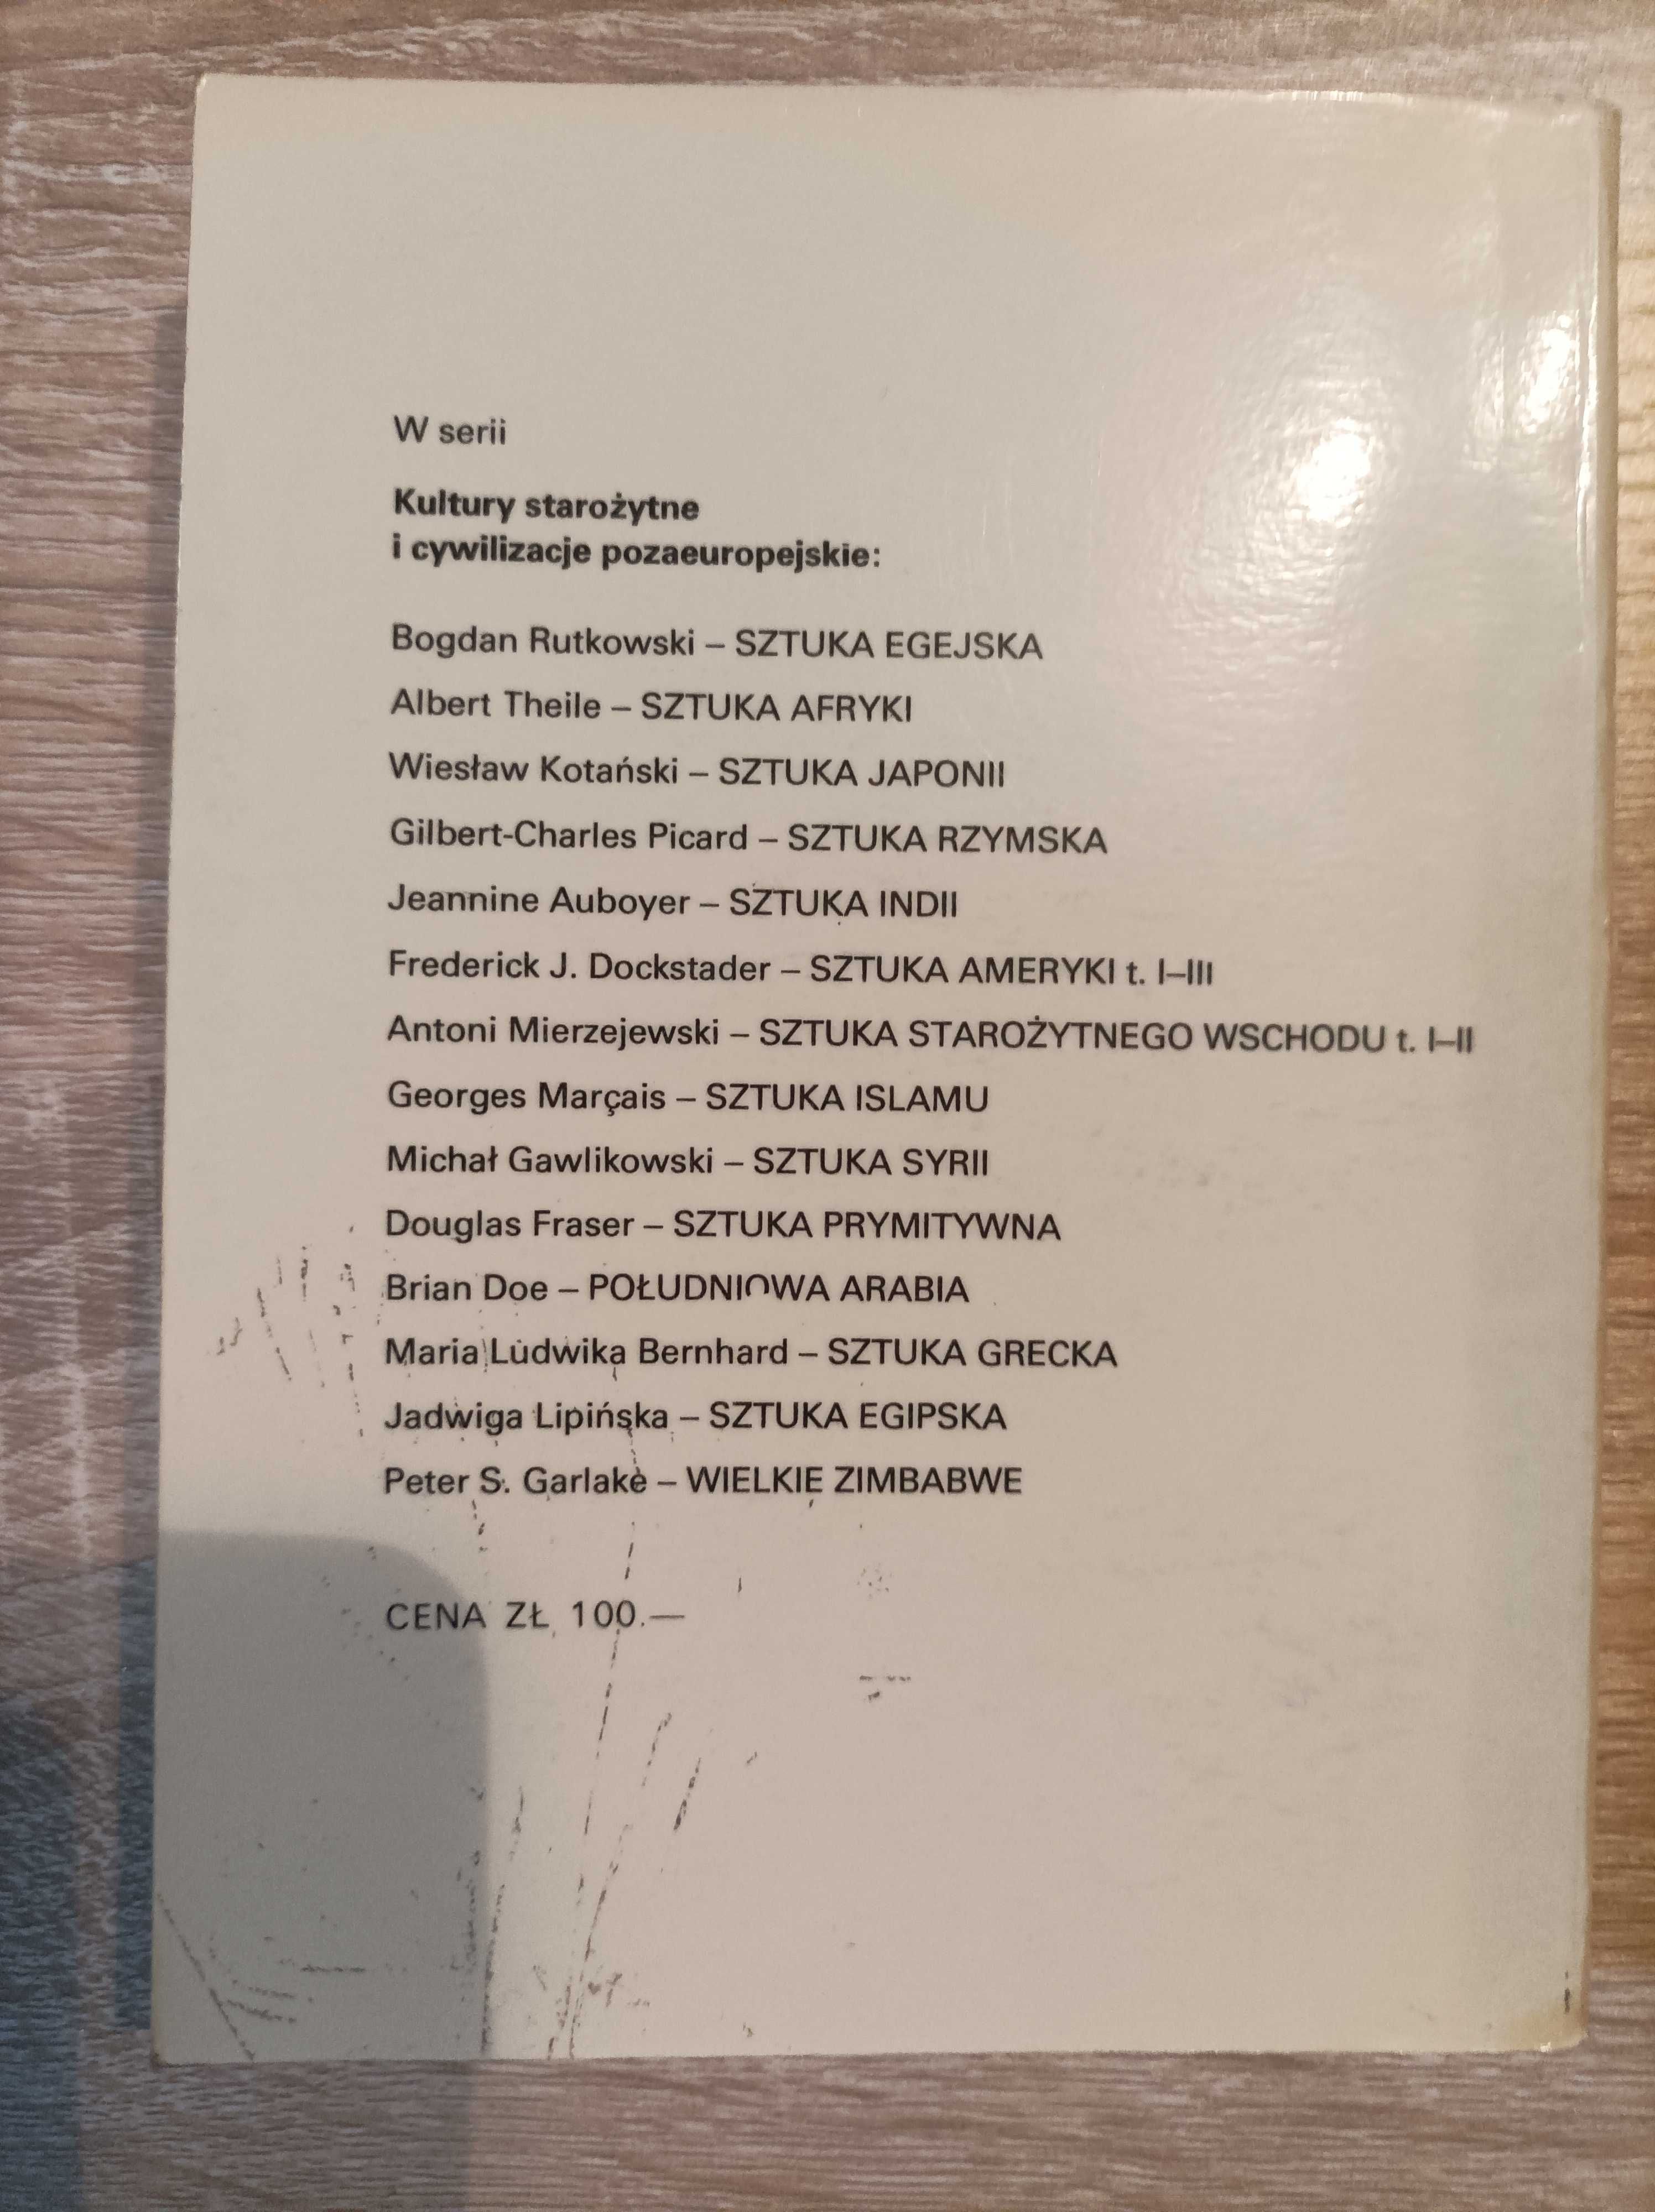 W serii
Kultury starożytne
i cywilizacje pozaeuropejskie:
Bogdan Rutkowski – SZTUKA EGEJSKA
Albert Theile – SZTUKA AFRYKI
Wiesław Kotański – SZTUKA JAPONII
Gilbert-Charles Picard – SZTUKA RZYMSKA
Jeannine Auboyer – SZTUKA INDII
Frederick J. Dockstader – SZTUKA AMERYKI t. I–III
Antoni Mierzejewski – SZTUKA STAROŻYTNEGO WSCHODU t. I–II
Georges Marçais – SZTUKA ISLAMU
Michał Gawlikowski – SZTUKA SYRII
Douglas Fraser – SZTUKA PRYMITYWNA
Brian Doe – POŁUDNIOWA ARABIA
Maria Ludwika Bernhard – SZTUKA GRECKA
Jadwiga Lipińska – SZTUKA EGIPSKA
Peter S. Garlake – WIELKIE ZIMBABWE
CENA ZŁ 100.—